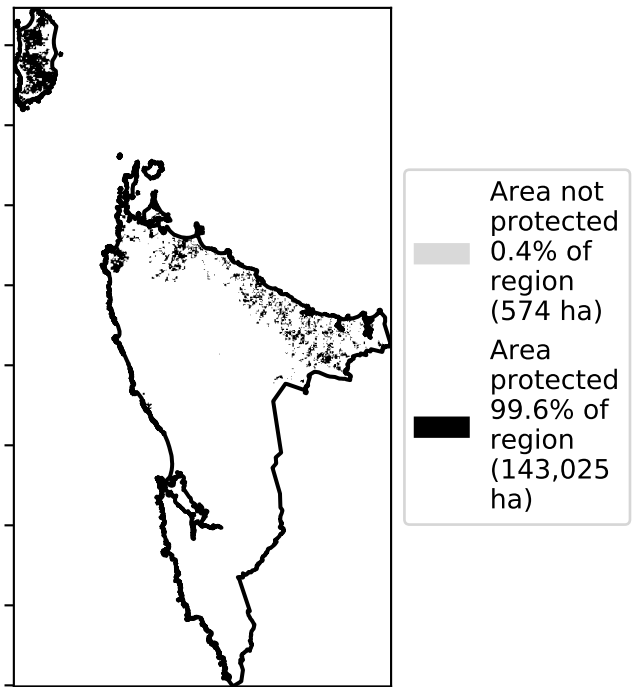 Area not
protected
0.4% of
region
(574 ha)
Area
protected
99.6% of
region
(143,025
ha)